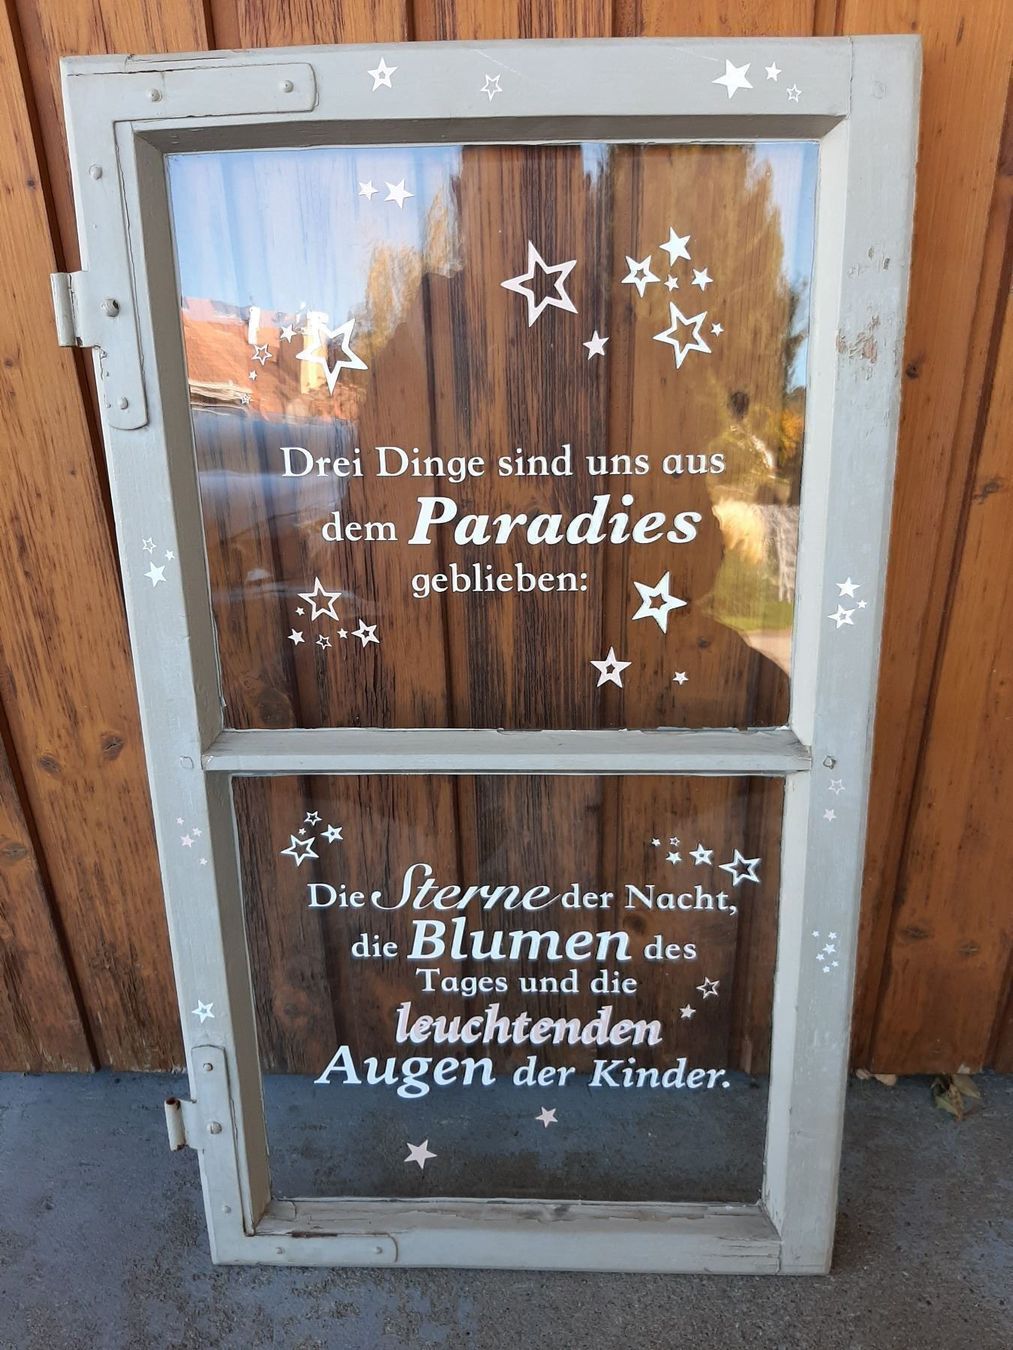 Drei Dinge sind uns aus
dem Paradies
geblieben:
Die Sterne der Nacht,
die Blumen des
Tages und die
leuchtenden
Augen der Kinder.